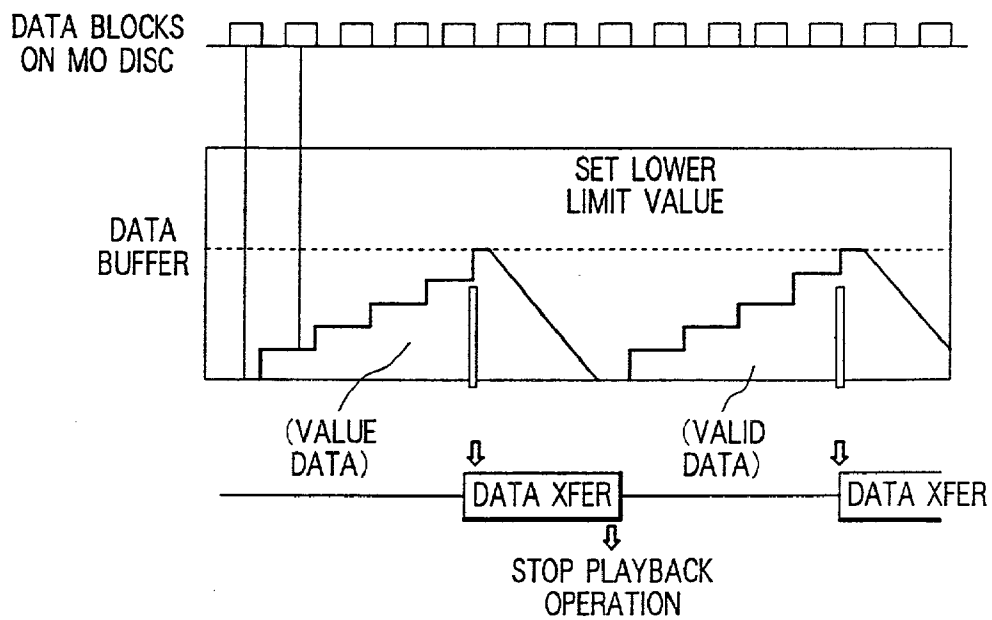 DATA BLOCKS
ON MO DISC
SET LOWER
LIMIT VALUE
DATA
BUFFER
(VALUE
DATA)
(VALID
DATA)
DATA XFER
DATA XFER
STOP PLAYBACK
OPERATION